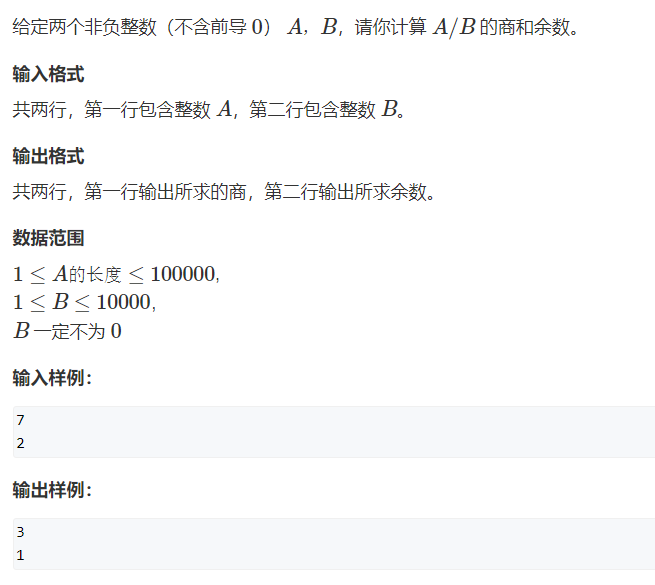 给定两个非负整数（不含前导 0） A，B，请你计算 A/B 的商和余数。
输入格式
共两行，第一行包含整数 A，第二行包含整数 B。
输出格式
共两行，第一行输出所求的商，第二行输出所求余数。
数据范围
1 ≤ A的长度 ≤ 100000，
1 ≤ B ≤ 10000，
B 一定不为 0
输入样例：
7
2
输出样例：
3
1